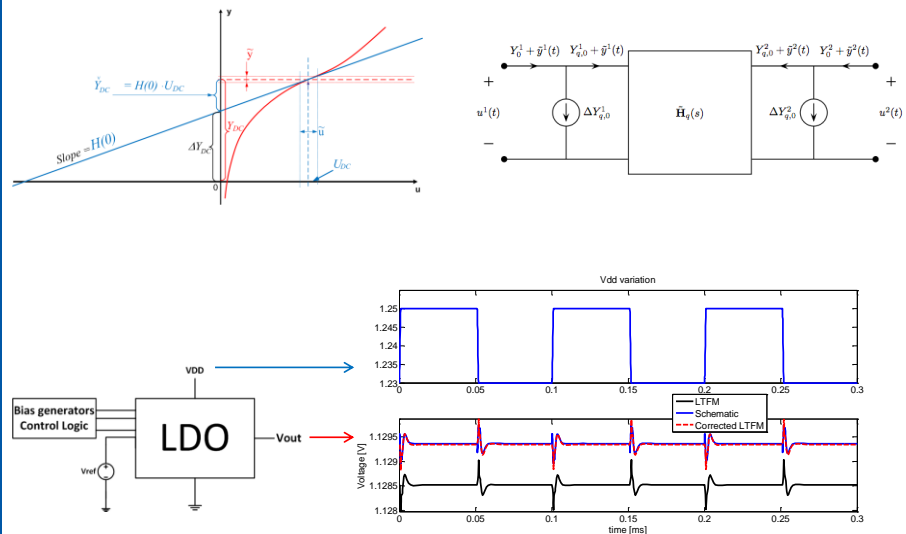 y
ỹ
Ŷ_DC = H(0) ·U_DC
Y_DC
ΔY_DC
ũ
Slope =H(0)
U_DC
0
u
Y_0^1 + ỹ^1(t)
Y_{q,0}^1 + ỹ^1(t)
Y_{q,0}^2 + ỹ^2(t)
Y_0^2 + ỹ^2(t)
+
+
u^1(t)
ΔY_{q,0}^1
H̃_q(s)
ΔY_{q,0}^2
u^2(t)
−
−
Vdd variation
1.25
1.245
1.24
1.235
1.23
0
0.05
0.1
0.15
0.2
0.25
0.3
VDD
Bias generators
Control Logic
LDO
Vout
Vref
LTFM
Schematic
Corrected LTFM
Voltage [V]
1.1295
1.129
1.1285
1.128
0
0.05
0.1
0.15
0.2
0.25
0.3
time [ms]